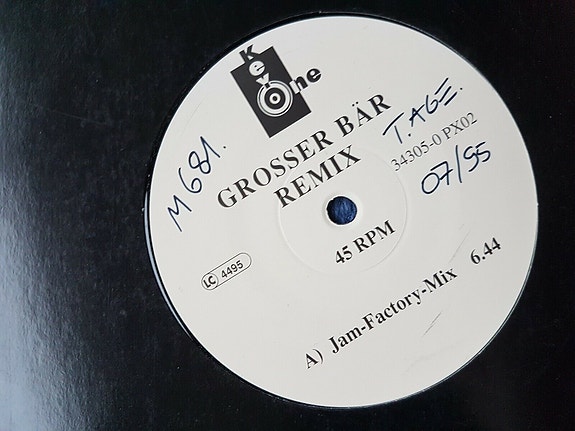 Key One
M 681.
GROSSER BÄR
REMIX
T.AGE.
34305-0 PX02
07/95
45 RPM
LC 4495
A) Jam-Factory-Mix 6.44